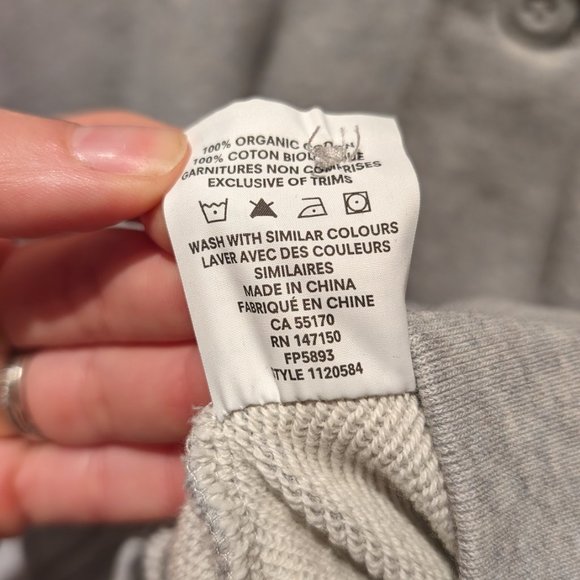 100% ORGANIC
100% COTON
GARNITURES NON COMPRISES
EXCLUSIVE OF TRIMS
WASH WITH SIMILAR COLOURS
LAVER AVEC DES COULEURS
SIMILAIRES
MADE IN CHINA
FABRIQUÉ EN CHINE
CA 55170
RN 147150
FP5893
STYLE 1120584